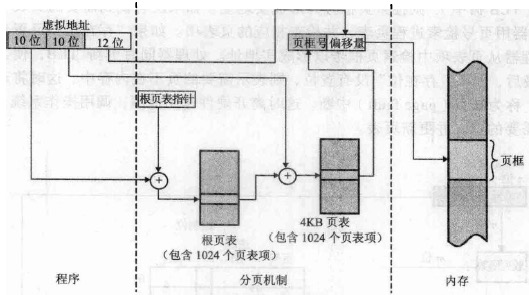 虚拟地址
10 位 10 位 12 位
页框号 偏移量
根页表指针
页框
根页表
(包含 1024 个页表项)
4KB 页表
(包含 1024 个页表项)
程序
分页机制
内存